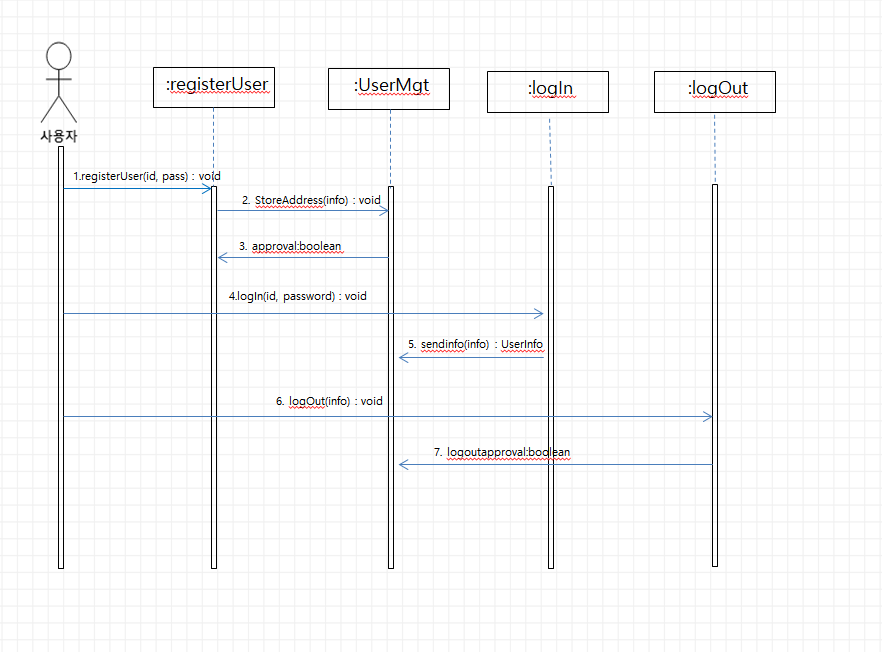 :registerUser
:UserMgt
:logIn
:logOut
사용자
1.registerUser(id, pass) : void
2. StoreAddress(info) : void
3. approval:boolean
4.logIn(id, password) : void
5. sendinfo(info) : UserInfo
6. logOut(info) : void
7. logoutapproval:boolean